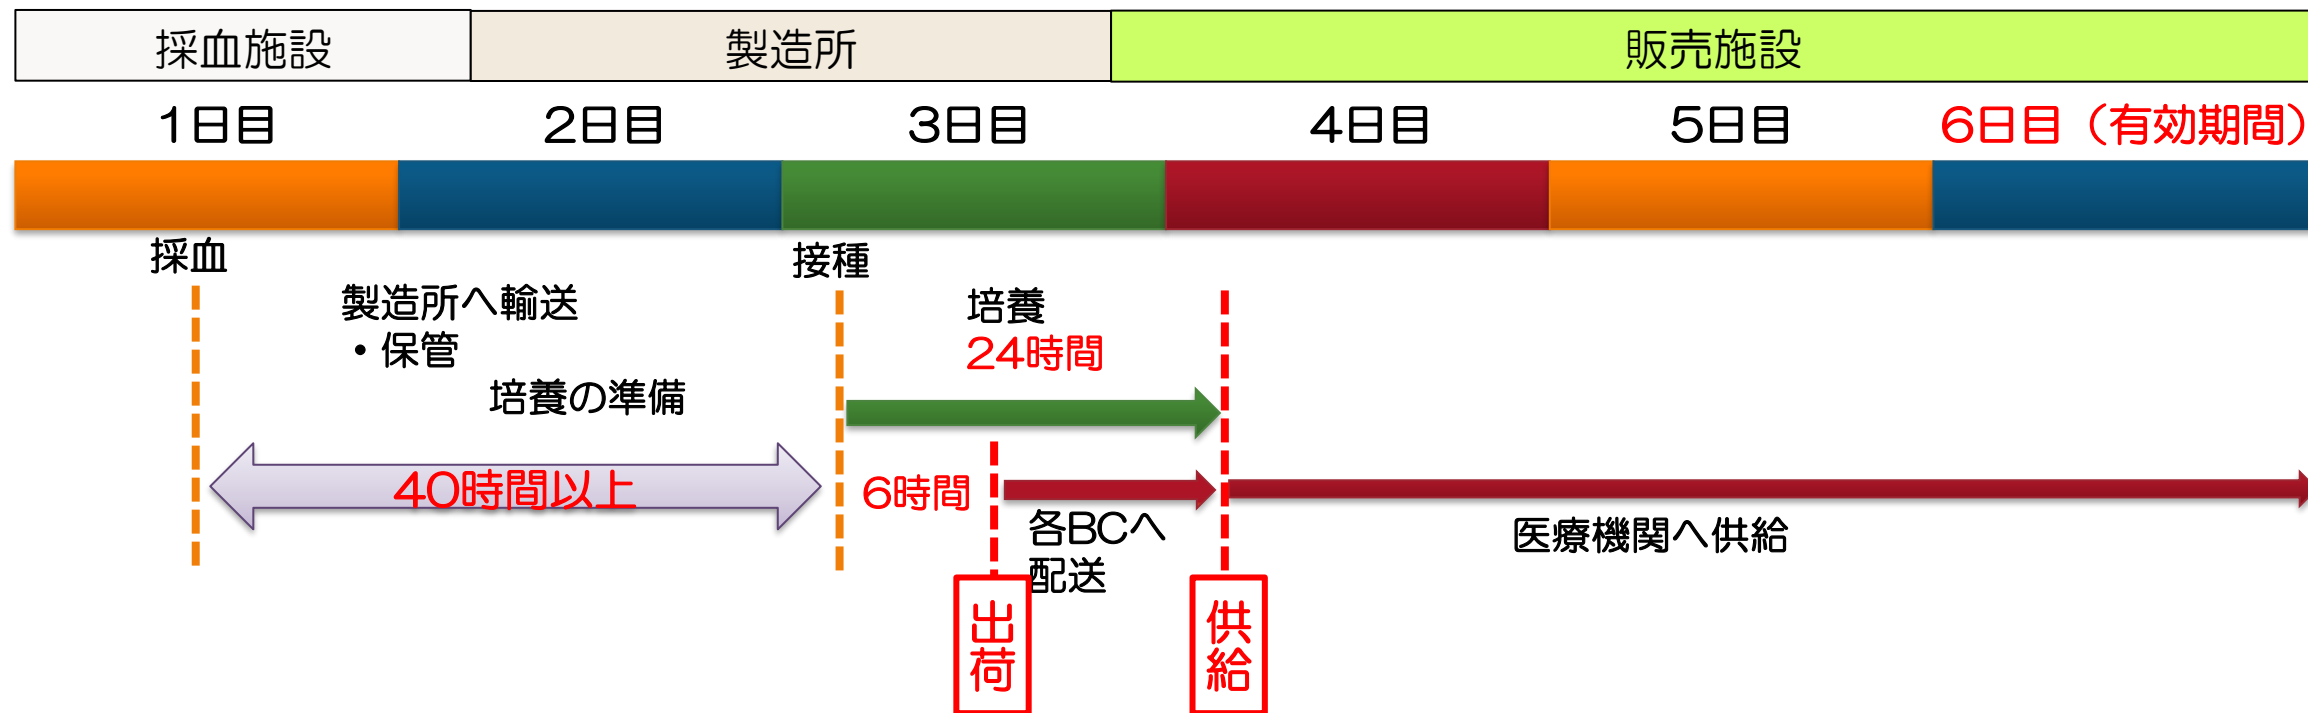 採血施設
製造所
販売施設
1日目
2日目
3日目
4日目
5日目
6日目（有効期間）
採血
接種
製造所へ輸送
・保管
培養の準備
培養
24時間
40時間以上
6時間
各BCへ
配送
医療機関へ供給
出荷
供給